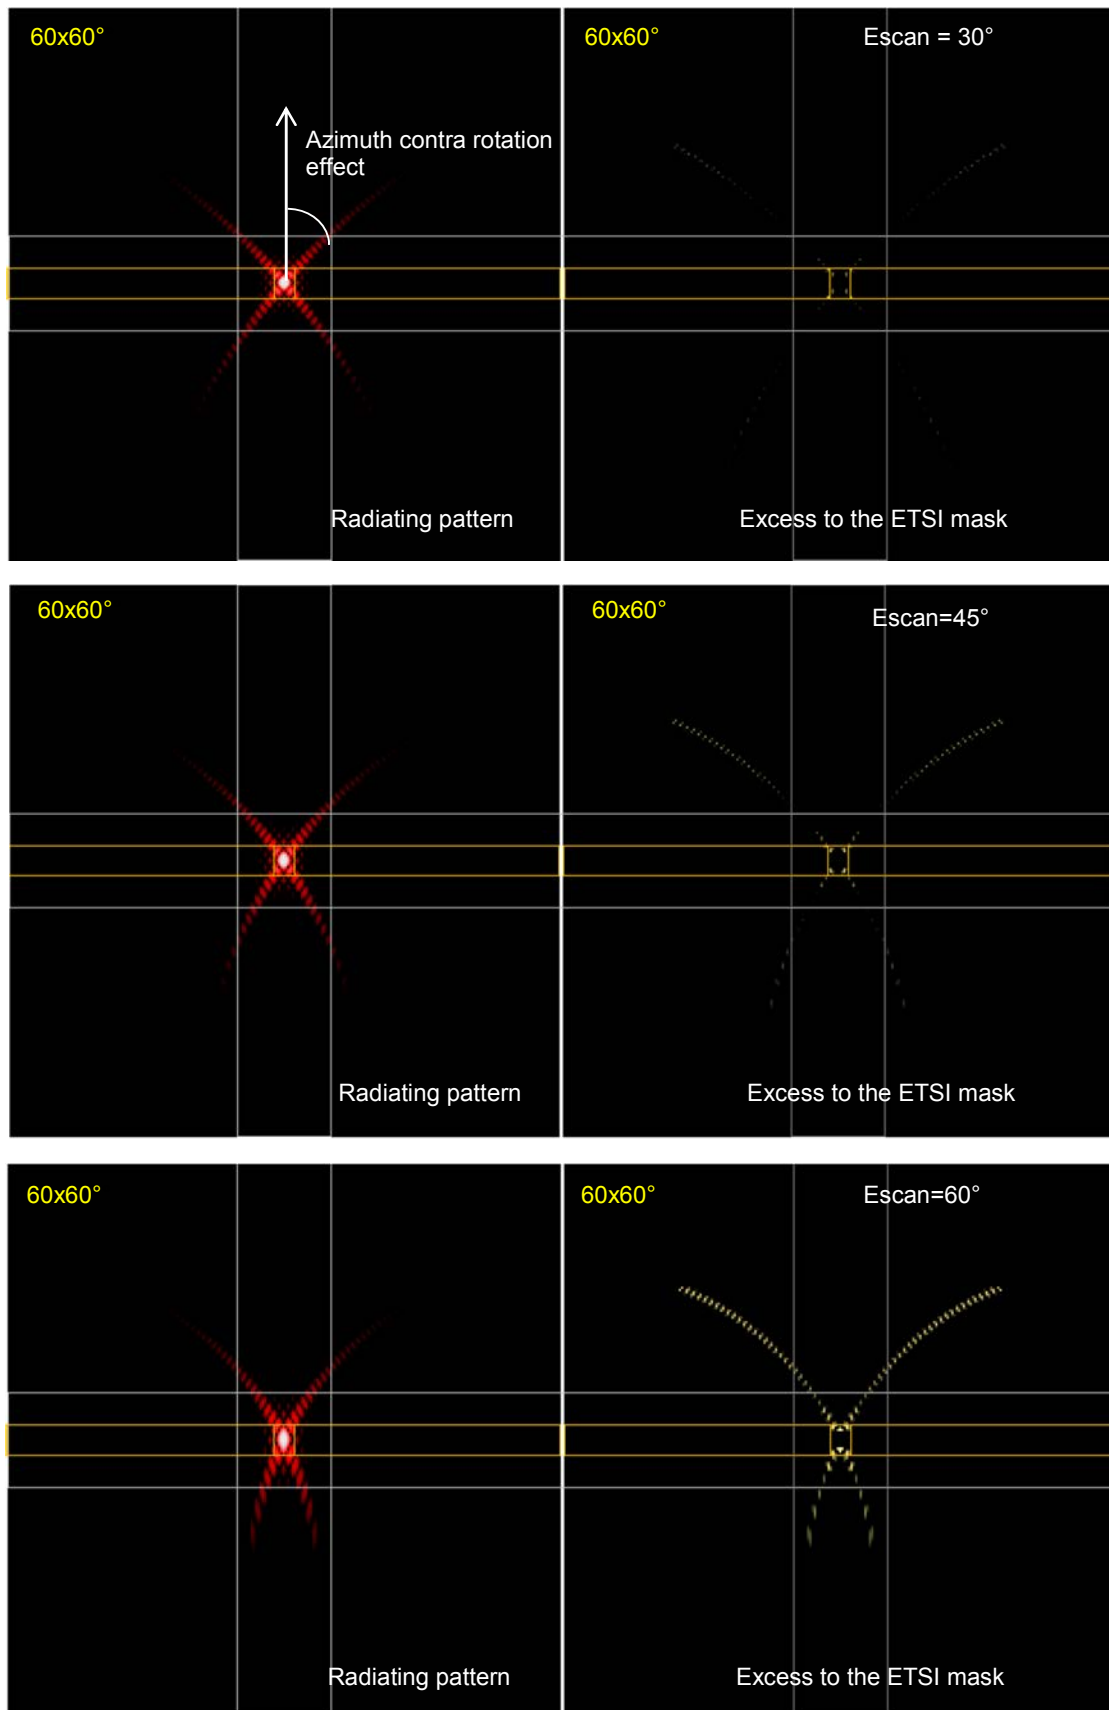 60x60°
60x60°
Escan = 30°
Azimuth contra rotation
effect
Radiating pattern
Excess to the ETSI mask
60x60°
60x60°
Escan=45°
Radiating pattern
Excess to the ETSI mask
60x60°
60x60°
Escan=60°
Radiating pattern
Excess to the ETSI mask